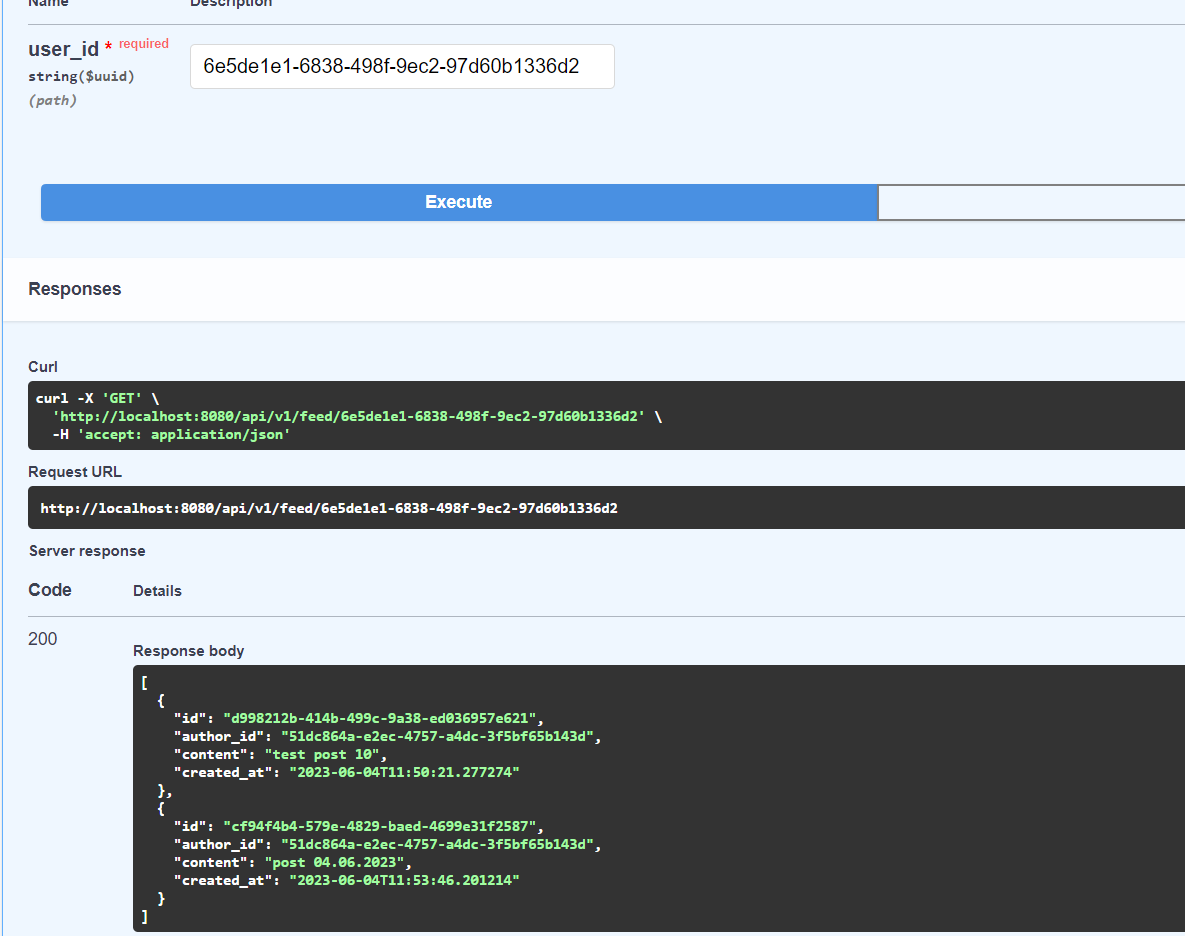 Name Description
user_id * required
string($uuid)
(path)
6e5de1e1-6838-498f-9ec2-97d60b1336d2
Execute
Responses
Curl
curl -X 'GET' \
  'http://localhost:8080/api/v1/feed/6e5de1e1-6838-498f-9ec2-97d60b1336d2' \
  -H 'accept: application/json'
Request URL
http://localhost:8080/api/v1/feed/6e5de1e1-6838-498f-9ec2-97d60b1336d2
Server response
Code Details
200
Response body
[
  {
    "id": "d998212b-414b-499c-9a38-ed036957e621",
    "author_id": "51dc864a-e2ec-4757-a4dc-3f5bf65b143d",
    "content": "test post 10",
    "created_at": "2023-06-04T11:50:21.277274"
  },
  {
    "id": "cf94f4b4-579e-4829-baed-4699e31f2587",
    "author_id": "51dc864a-e2ec-4757-a4dc-3f5bf65b143d",
    "content": "post 04.06.2023",
    "created_at": "2023-06-04T11:53:46.201214"
  }
]